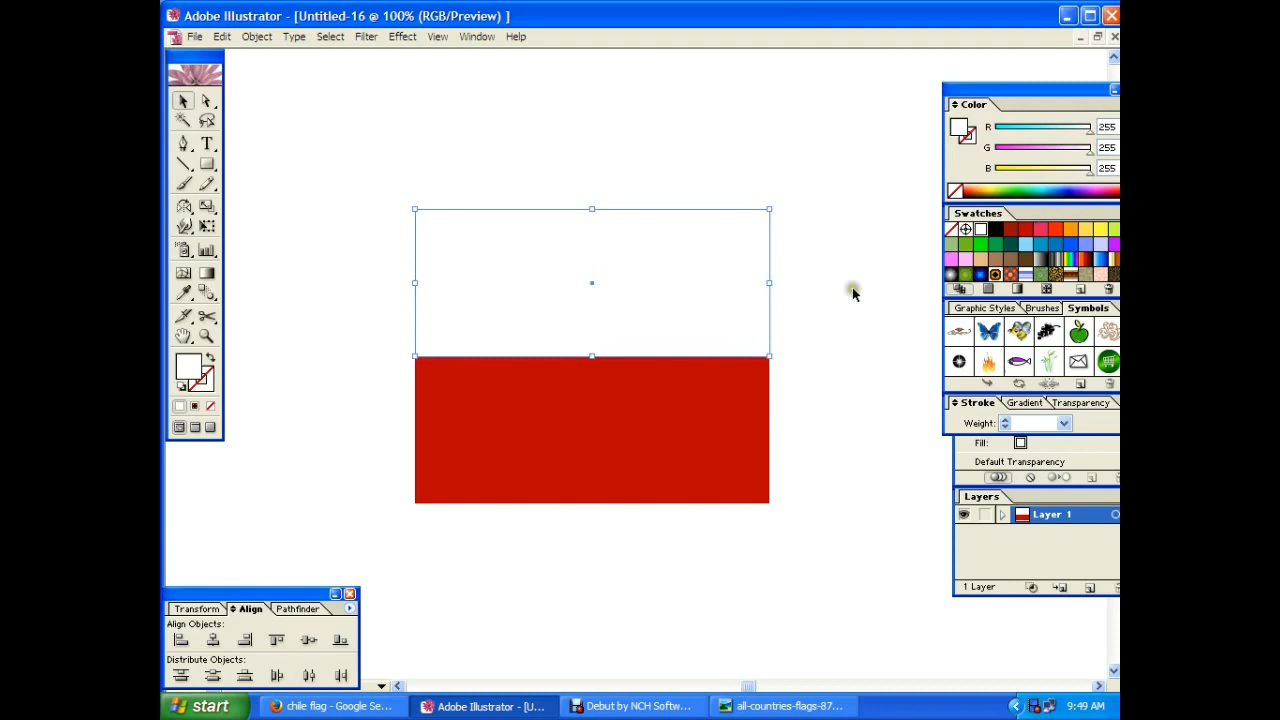 Adobe Illustrator - [Untitled-16 @ 100% (RGB/Preview) ]
File Edit Object Type Select Filter Effect View Window Help
Color
R 255
G 255
B 255
Swatches
Graphic Styles Brushes Symbols
Stroke Gradient Transparency
Weight:
Fill:
Default Transparency
Layers
Layer 1
1 Layer
Transform Align Pathfinder
Align Objects:
Distribute Objects:
start chile flag - Google Se... Adobe Illustrator - [U... Debut by NCH Softw... all-countries-flags-87... 9:49 AM